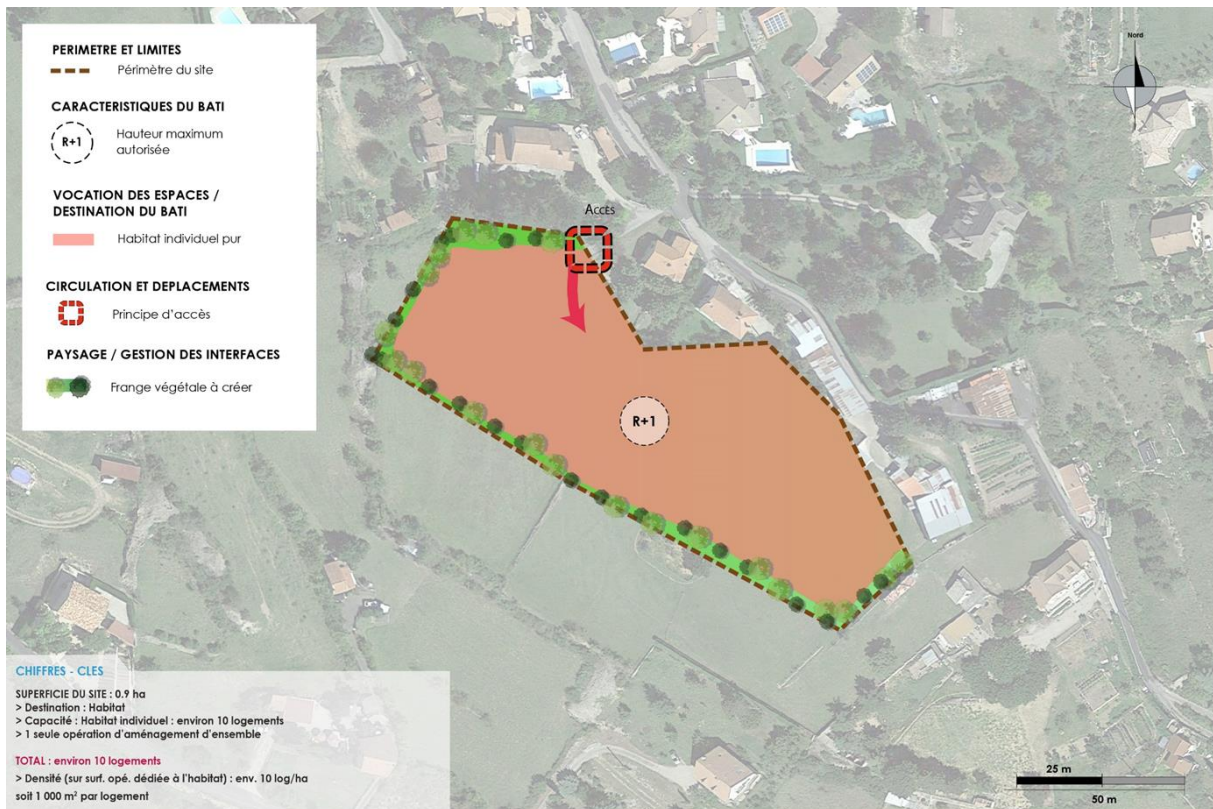 PERIMETRE ET LIMITES
Périmètre du site
CARACTERISTIQUES DU BATI
R+1
Hauteur maximum
autorisée
VOCATION DES ESPACES /
DESTINATION DU BATI
Habitat individuel pur
CIRCULATION ET DEPLACEMENTS
Principe d'accès
PAYSAGE / GESTION DES INTERFACES
Frange végétale à créer
Nord
Accès
R+1
CHIFFRES - CLES
SUPERFICIE DU SITE : 0.9 ha
> Destination : Habitat
> Capacité : Habitat individuel : environ 10 logements
> 1 seule opération d'aménagement d'ensemble
TOTAL : environ 10 logements
> Densité (sur surf. opé. dédiée à l'habitat) : env. 10 log/ha
soit 1 000 m² par logement
25 m
50 m